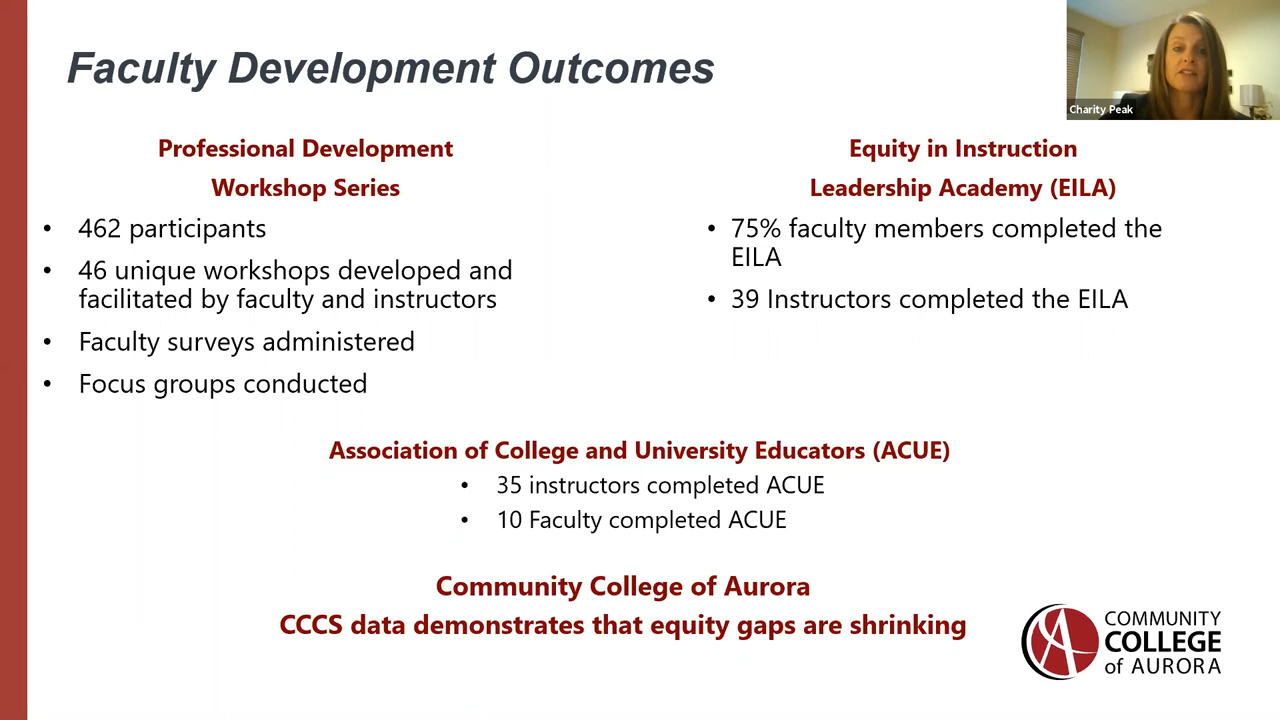 Faculty Development Outcomes
Charity Peak
Professional Development
Workshop Series
• 462 participants
• 46 unique workshops developed and
facilitated by faculty and instructors
• Faculty surveys administered
• Focus groups conducted
Equity in Instruction
Leadership Academy (EILA)
• 75% faculty members completed the
EILA
• 39 Instructors completed the EILA
Association of College and University Educators (ACUE)
• 35 instructors completed ACUE
• 10 Faculty completed ACUE
Community College of Aurora
CCCS data demonstrates that equity gaps are shrinking
COMMUNITY
COLLEGE
of AURORA